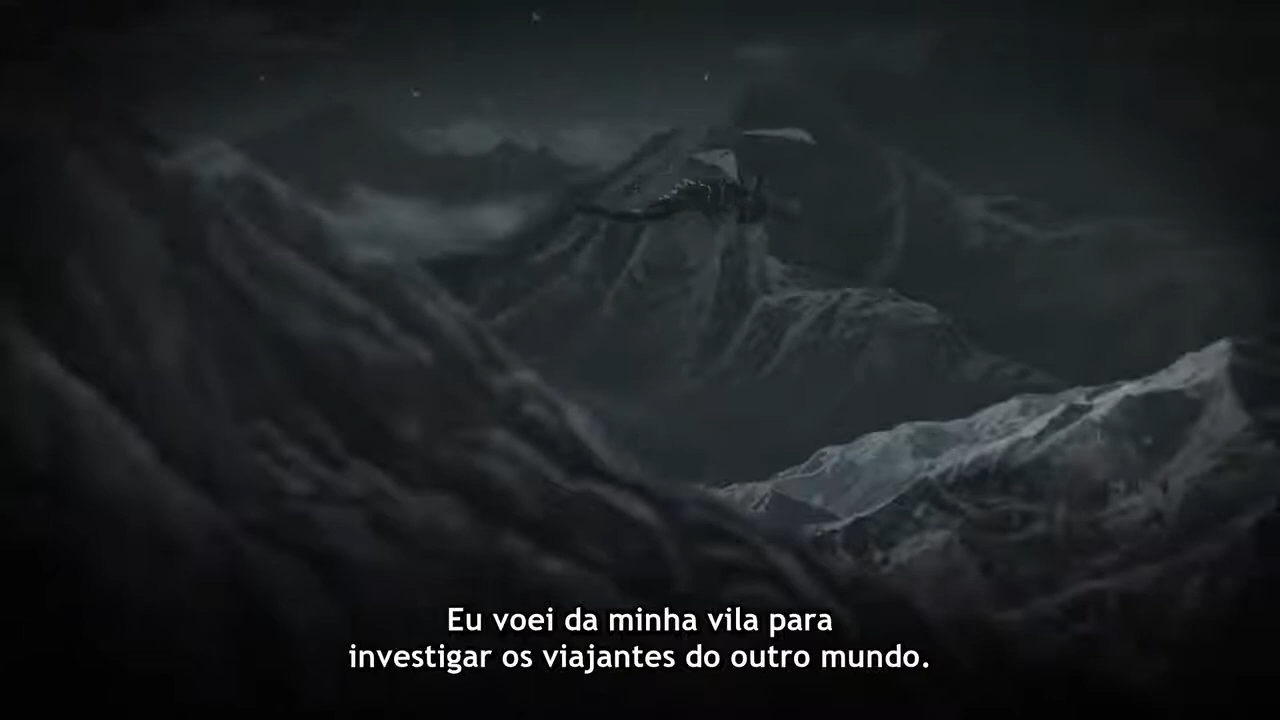 Eu voei da minha vila para
investigar os viajantes do outro mundo.